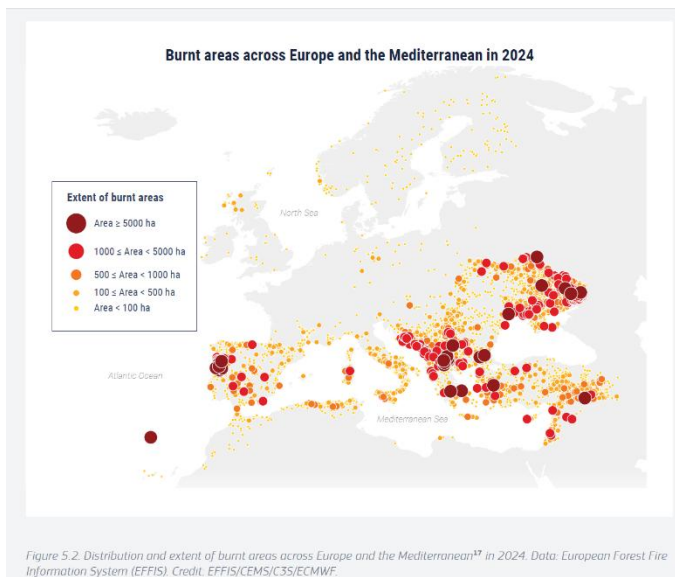 Burnt areas across Europe and the Mediterranean in 2024
Extent of burnt areas
Area ≥ 5000 ha
1000 ≤ Area < 5000 ha
500 ≤ Area < 1000 ha
100 ≤ Area < 500 ha
Area < 100 ha
North Sea
Atlantic Ocean
Mediterranean Sea
Figure 5.2. Distribution and extent of burnt areas across Europe and the Mediterranean¹⁷ in 2024. Data: European Forest Fire
Information System (EFFIS). Credit: EFFIS/CEMS/C3S/ECMWF.